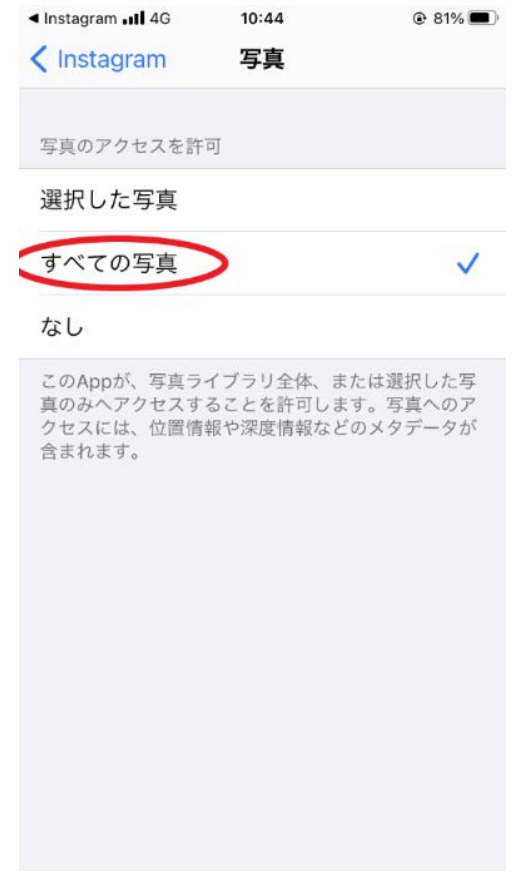 Instagram 4G 10:44 81%
Instagram 写真
写真のアクセスを許可
選択した写真
すべての写真
なし
このAppが、写真ライブラリ全体、または選択した写
真のみへアクセスすることを許可します。写真へのア
クセスには、位置情報や深度情報などのメタデータが
含まれます。